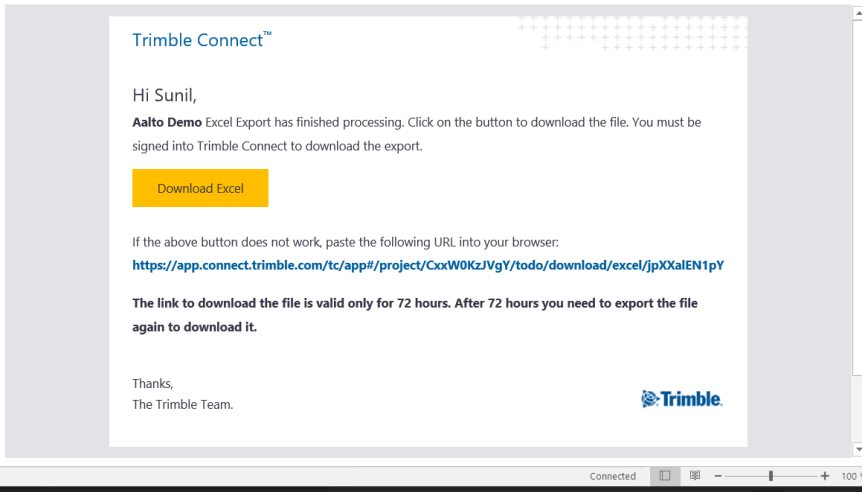 Trimble Connect™
Hi Sunil,
Aalto Demo Excel Export has finished processing. Click on the button to download the file. You must be
signed into Trimble Connect to download the export.
Download Excel
If the above button does not work, paste the following URL into your browser:
https://app.connect.trimble.com/tc/app#/project/CxxW0KzJVgY/todo/download/excel/jpXXalEN1pY
The link to download the file is valid only for 72 hours. After 72 hours you need to export the file
again to download it.
Thanks,
The Trimble Team.
Trimble.
Connected
100 %